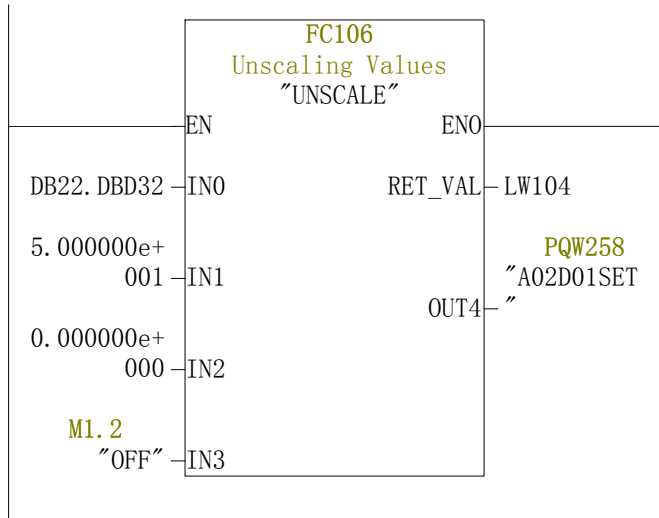 FC106
Unscaling Values
"UNSCALE"
EN ENO
DB22.DBD32 IN0 RET_VAL LW104
5.000000e+ PQW258
001 IN1 "A02D01SET
OUT4 "
0.000000e+
000 IN2
M1.2
"OFF" IN3